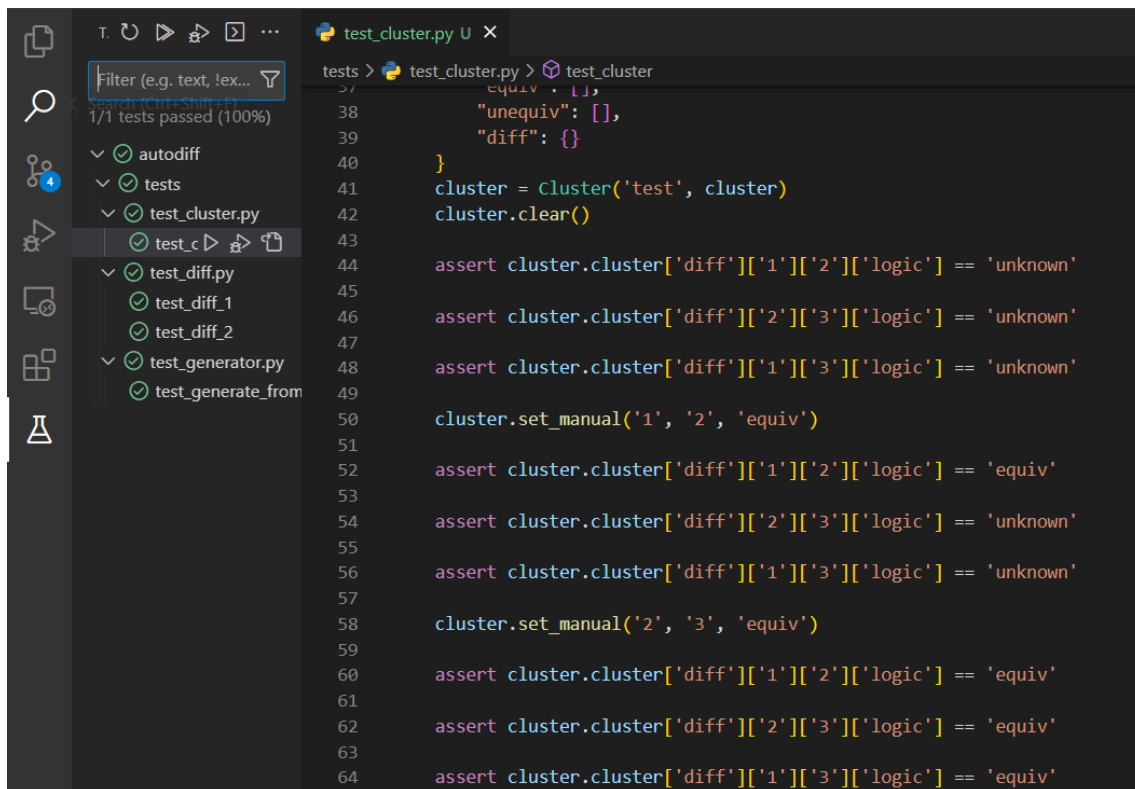 T.
Filter (e.g. text, !ex...
Search (Ctrl+Shift+F)
1/1 tests passed (100%)
autodiff
tests
test_cluster.py
test_c
test_diff.py
test_diff_1
test_diff_2
test_generator.py
test_generate_from
4
test_cluster.py U
tests > test_cluster.py > test_cluster
37 "equiv": [],
38 "unequiv": [],
39 "diff": {}
40 }
41 cluster = Cluster('test', cluster)
42 cluster.clear()
43
44 assert cluster.cluster['diff']['1']['2']['logic'] == 'unknown'
45
46 assert cluster.cluster['diff']['2']['3']['logic'] == 'unknown'
47
48 assert cluster.cluster['diff']['1']['3']['logic'] == 'unknown'
49
50 cluster.set_manual('1', '2', 'equiv')
51
52 assert cluster.cluster['diff']['1']['2']['logic'] == 'equiv'
53
54 assert cluster.cluster['diff']['2']['3']['logic'] == 'unknown'
55
56 assert cluster.cluster['diff']['1']['3']['logic'] == 'unknown'
57
58 cluster.set_manual('2', '3', 'equiv')
59
60 assert cluster.cluster['diff']['1']['2']['logic'] == 'equiv'
61
62 assert cluster.cluster['diff']['2']['3']['logic'] == 'equiv'
63
64 assert cluster.cluster['diff']['1']['3']['logic'] == 'equiv'